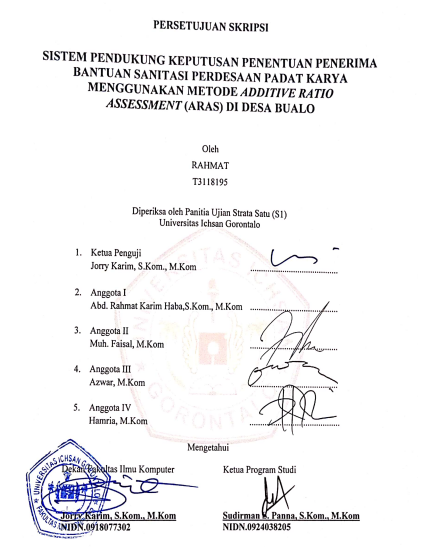 PERSETUJUAN SKRIPSI
SISTEM PENDUKUNG KEPUTUSAN PENENTUAN PENERIMA
BANTUAN SANITASI PERDESAAN PADAT KARYA
MENGGUNAKAN METODE ADDITIVE RATIO
ASSESSMENT (ARAS) DI DESA BUALO
Oleh
RAHMAT
T3118195
Diperiksa oleh Panitia Ujian Strata Satu (S1)
Universitas Ichsan Gorontalo
1. Ketua Penguji
Jorry Karim, S.Kom., M.Kom
2. Anggota I
Abd. Rahmat Karim Haba,S.Kom., M.Kom
3. Anggota II
Muh. Faisal, M.Kom
4. Anggota III
Azwar, M.Kom
5. Anggota IV
Hamria, M.Kom
Mengetahui
Dekan Fakultas Ilmu Komputer Ketua Program Studi
Jorry Karim, S.Kom., M.Kom Sudirman S. Panna, S.Kom., M.Kom
NIDN.0918077302 NIDN.0924038205
UNIVERSITAS ICHSAN GORONTALO